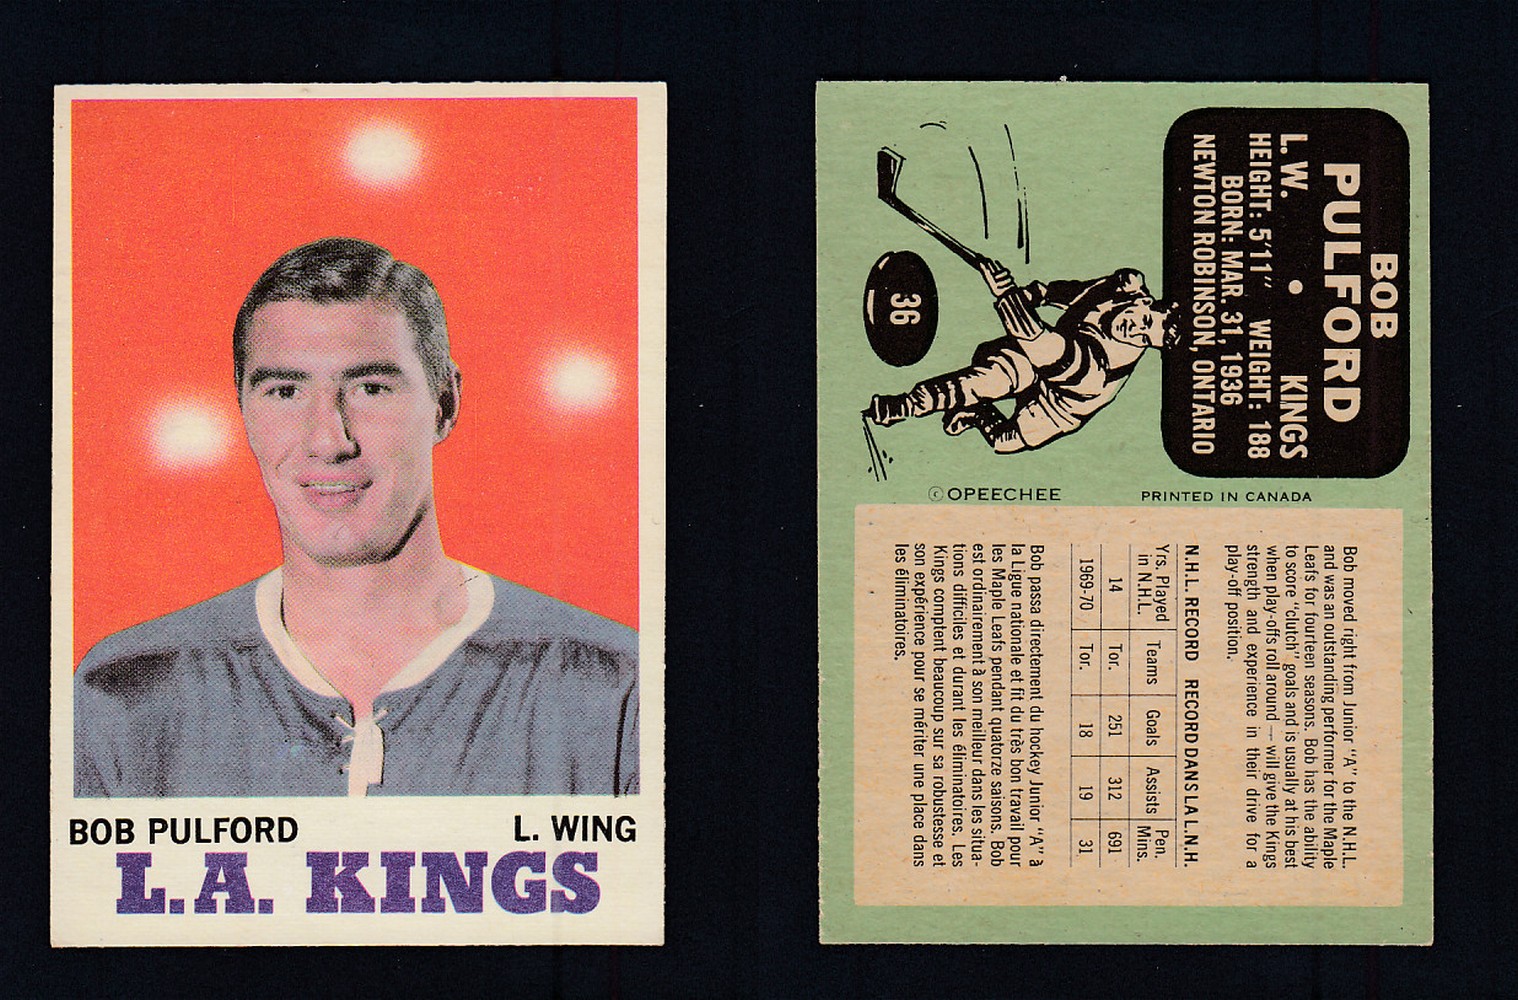 BOB PULFORD
L. WING
L.A. KINGS
BOB
PULFORD
L. W. • KINGS
HEIGHT: 5'11" WEIGHT: 188
BORN: MAR. 31, 1936
NEWTON ROBINSON, ONTARIO
36
© OPEECHEE
PRINTED IN CANADA
Bob moved right from Junior "A" to the N.H.L.
and was an outstanding performer for the Maple
Leafs for fourteen seasons. Bob has the ability
to score "clutch" goals and is usually at his best
when play-offs roll around — will give the Kings
strength and experience in their drive for a
play-off position.
N.H.L. RECORD RECORD DANS LA L.N.H.
Yrs. Played in N.H.L. Teams Goals Assists Pen. Mins.
14 Tor. 251 312 691
1969-70 Tor. 18 19 31
Bob passa directement du hockey Junior "A" à
la Ligue nationale et fit du très bon travail pour
les Maple Leafs pendant quatorze saisons. Bob
est ordinairement à son meilleur dans les situa-
tions difficiles et durant les éliminatoires. Les
Kings comptent beaucoup sur sa robustesse et
son expérience pour se mériter une place dans
les éliminatoires.